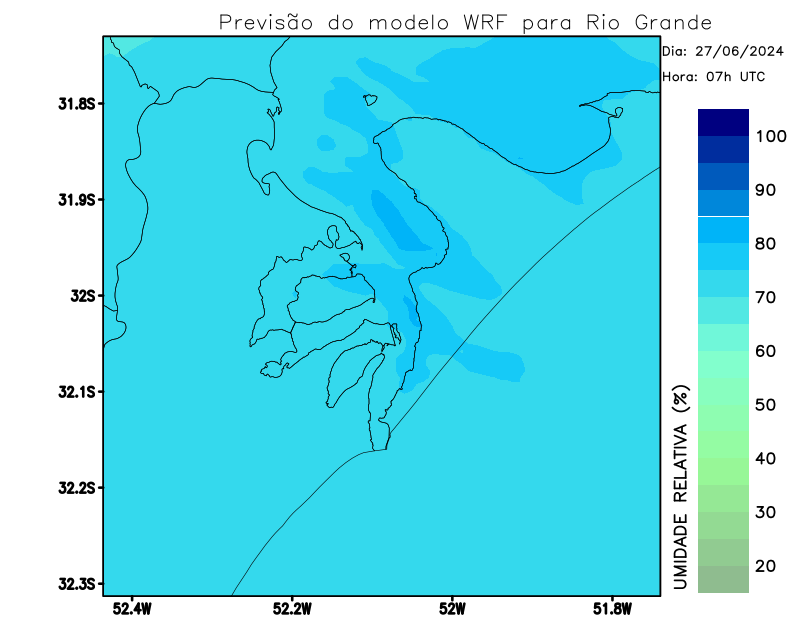 Previsão do modelo WRF para Rio Grande
Dia: 27/06/2024
Hora: 07h UTC
31.8S
31.9S
32S
32.1S
32.2S
32.3S
52.4W
52.2W
52W
51.8W
100
90
80
70
60
50
40
30
20
UMIDADE RELATIVA (%)